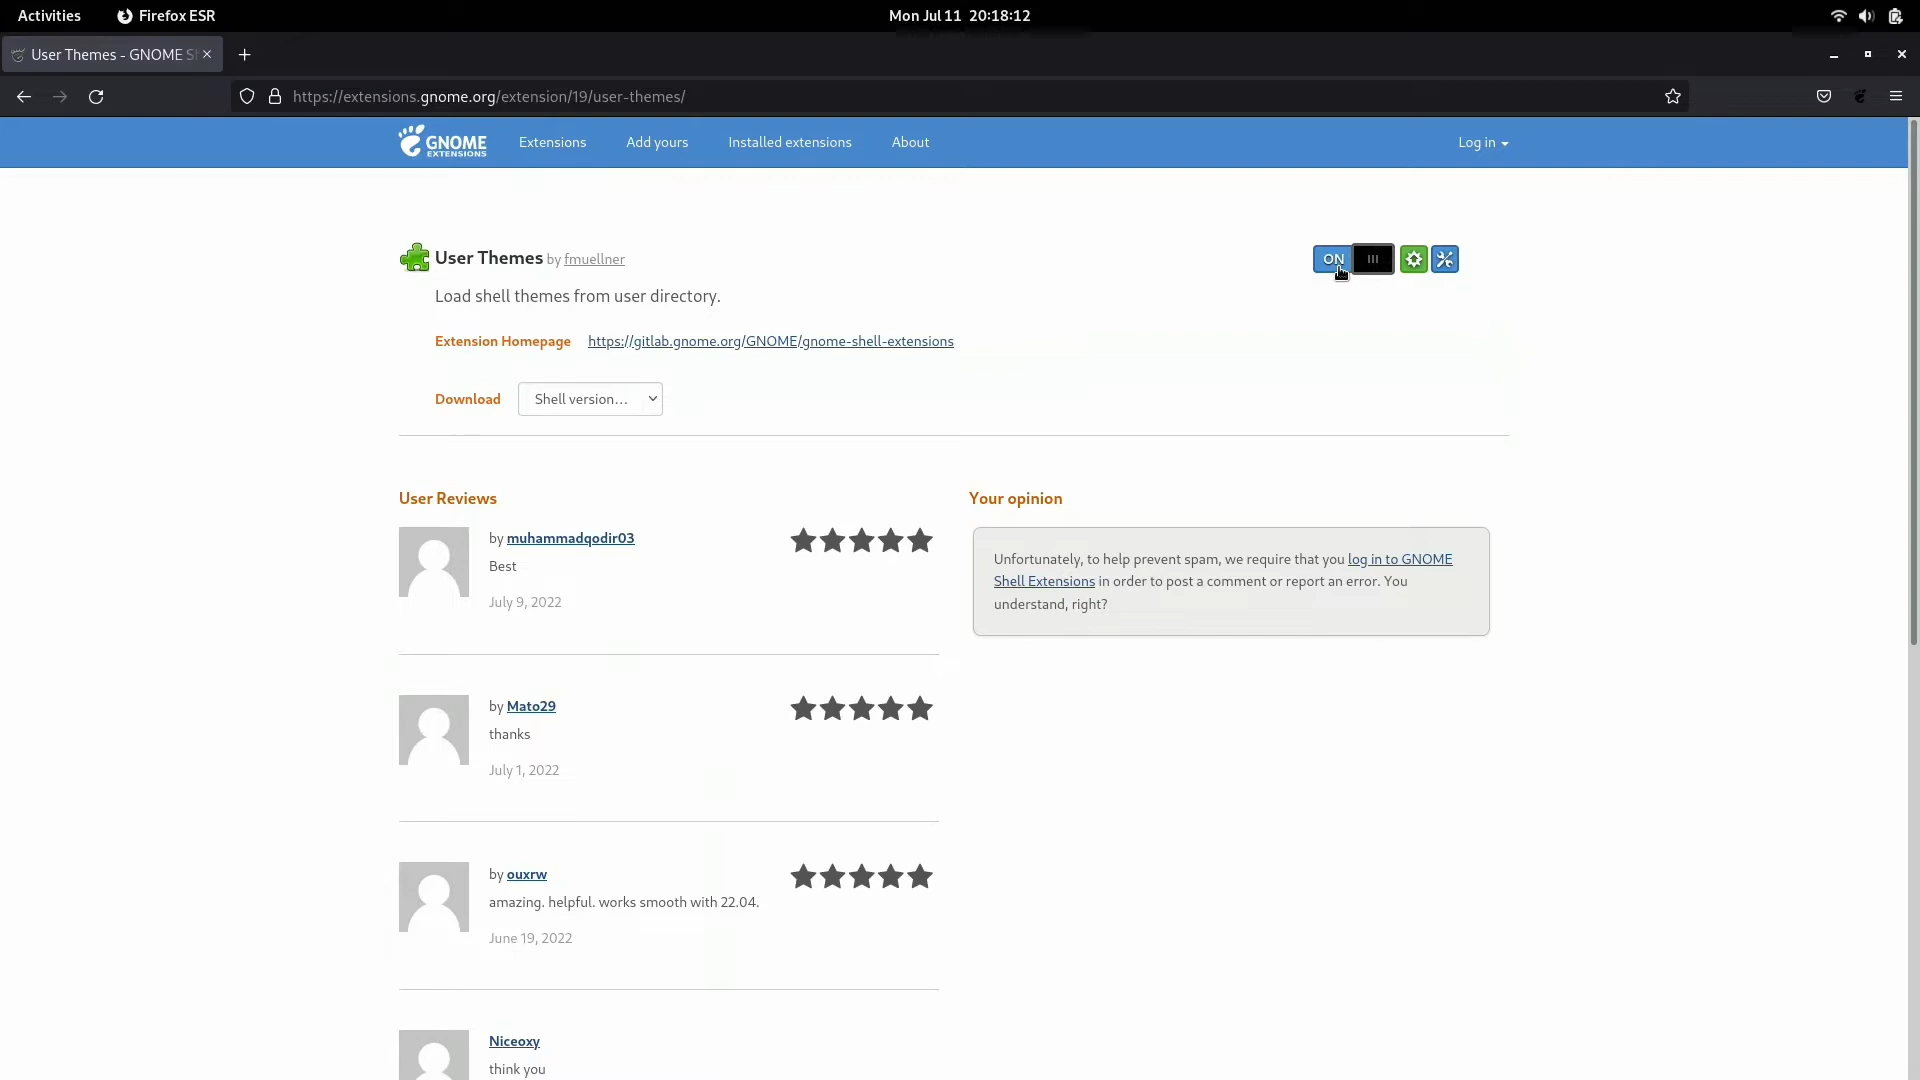 Activities
Firefox ESR
Mon Jul 11 20:18:12
User Themes - GNOME S
https://extensions.gnome.org/extension/19/user-themes/
GNOME
EXTENSIONS
Extensions
Add yours
Installed extensions
About
Log in
User Themes by fmuellner
ON
Load shell themes from user directory.
Extension Homepage https://gitlab.gnome.org/GNOME/gnome-shell-extensions
Download Shell version...
User Reviews
by muhammadqodir03
Best
July 9, 2022
by Mato29
thanks
July 1, 2022
by ouxrw
amazing. helpful. works smooth with 22.04.
June 19, 2022
Niceoxy
think you
Your opinion
Unfortunately, to help prevent spam, we require that you log in to GNOME
Shell Extensions in order to post a comment or report an error. You
understand, right?